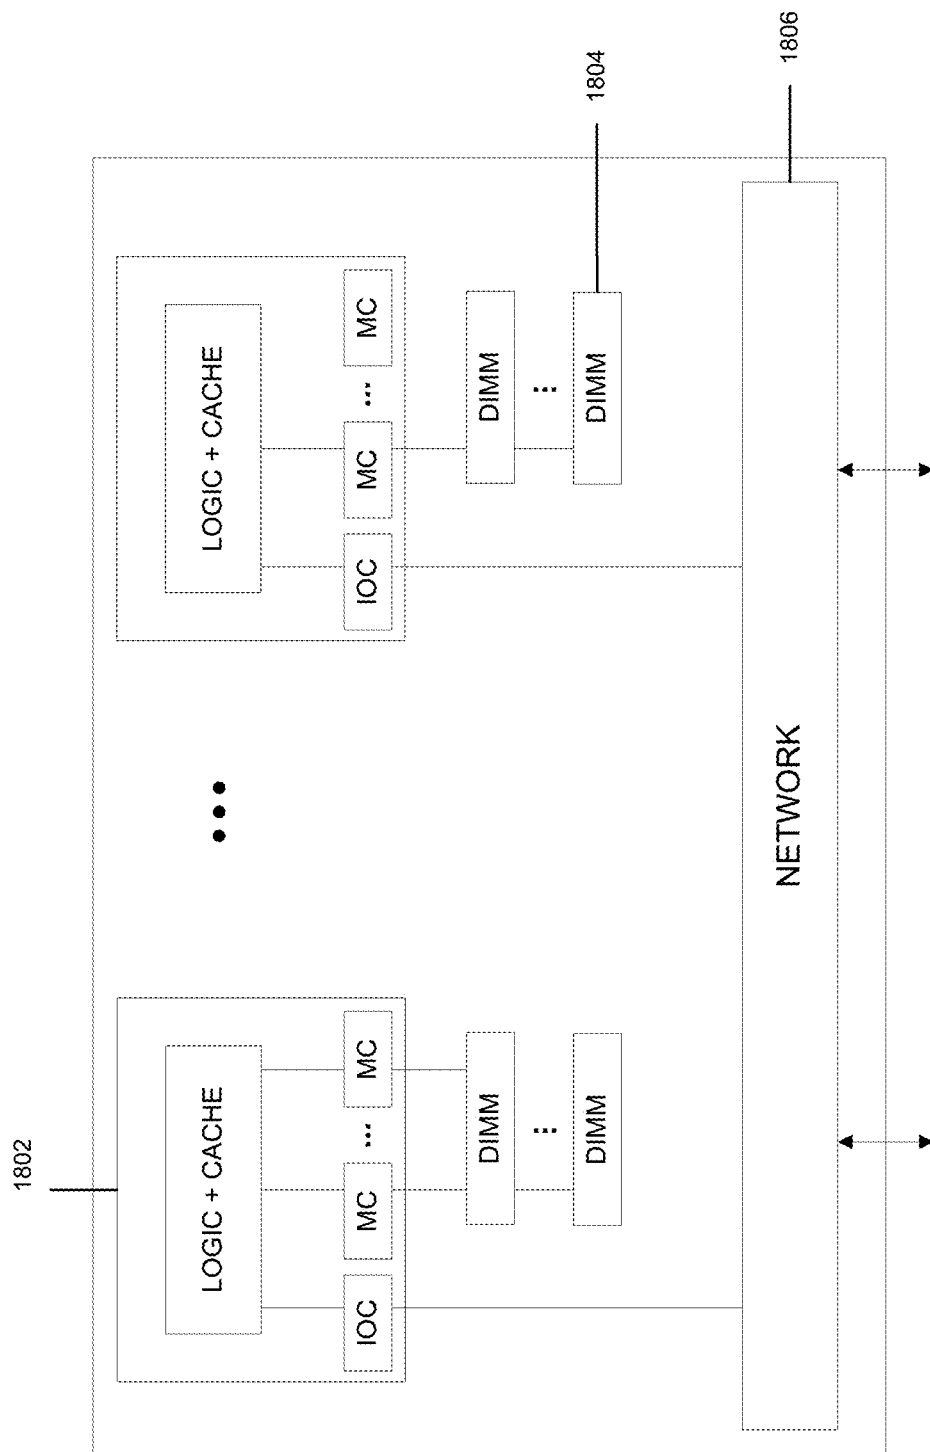 1802
LOGIC + CACHE
LOGIC + CACHE
IOC MC ... MC
IOC MC ... MC
DIMM
DIMM
DIMM
DIMM
1804
NETWORK
1806